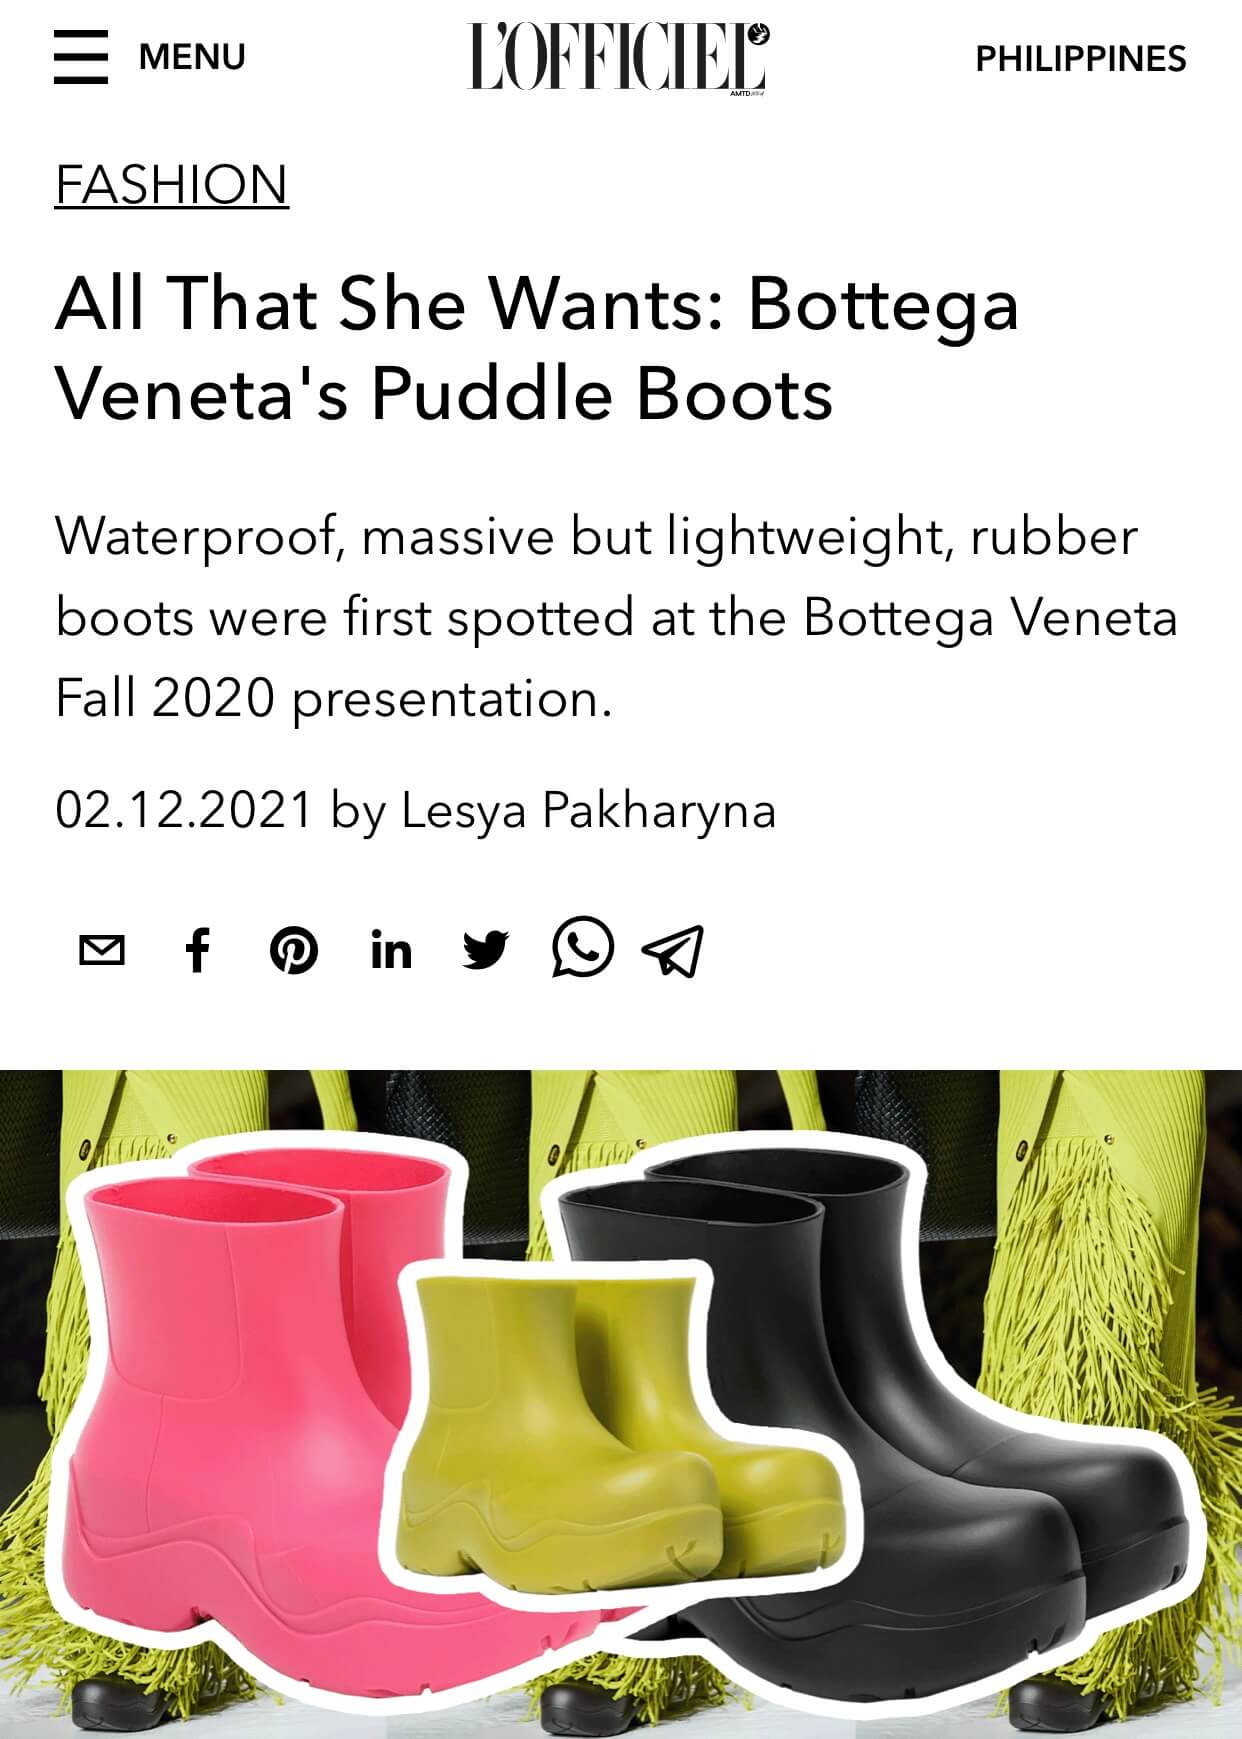 MENU
L'OFFICIEL
AMTD
PHILIPPINES
FASHION
All That She Wants: Bottega
Veneta's Puddle Boots
Waterproof, massive but lightweight, rubber
boots were first spotted at the Bottega Veneta
Fall 2020 presentation.
02.12.2021 by Lesya Pakharyna